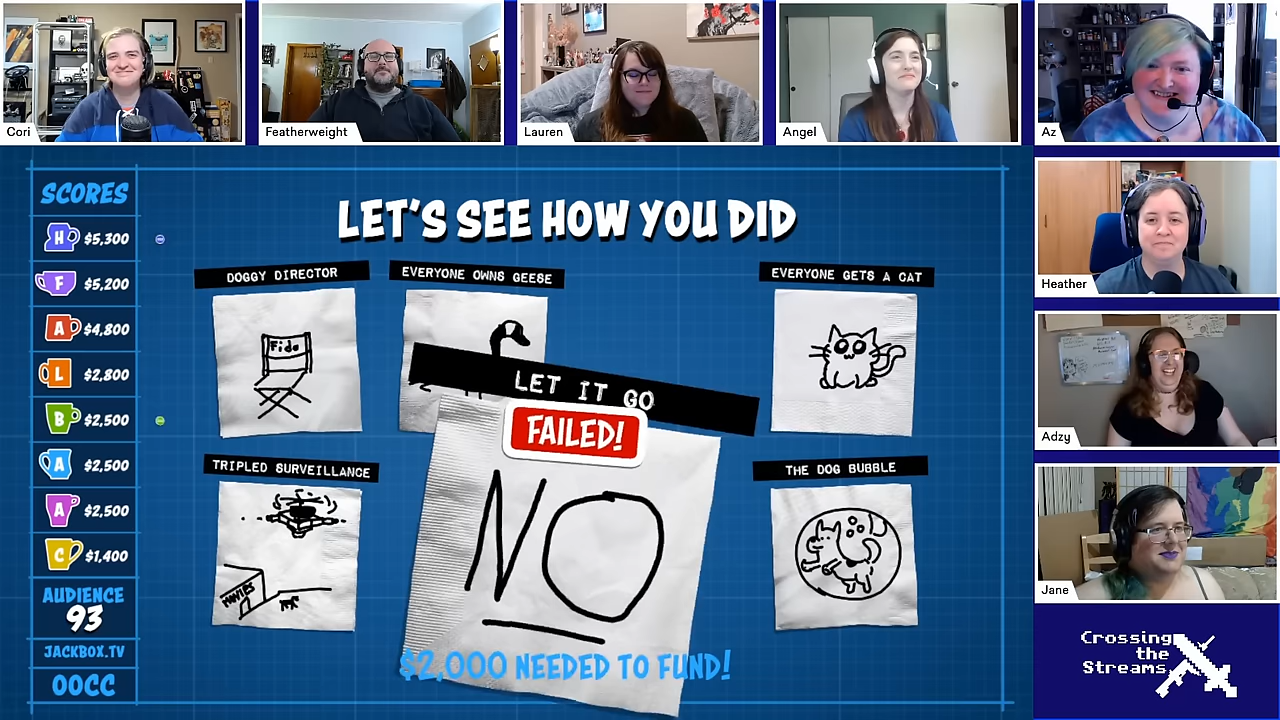 Cori
Featherweight
Lauren
Angel
Az
SCORES
H $5,300
F $5,200
A $4,800
L $2,800
B $2,500
A $2,500
A $2,500
C $1,400
AUDIENCE
93
JACKBOX.TV
OOCC
LET'S SEE HOW YOU DID
DOGGY DIRECTOR
Fido
EVERYONE OWNS GEESE
EVERYONE GETS A CAT
LET IT GO
FAILED!
NO
TRIPLED SURVEILLANCE
MOVIES
THE DOG BUBBLE
$2,000 NEEDED TO FUND!
Heather
Adzy
Jane
Crossing
the
Streams